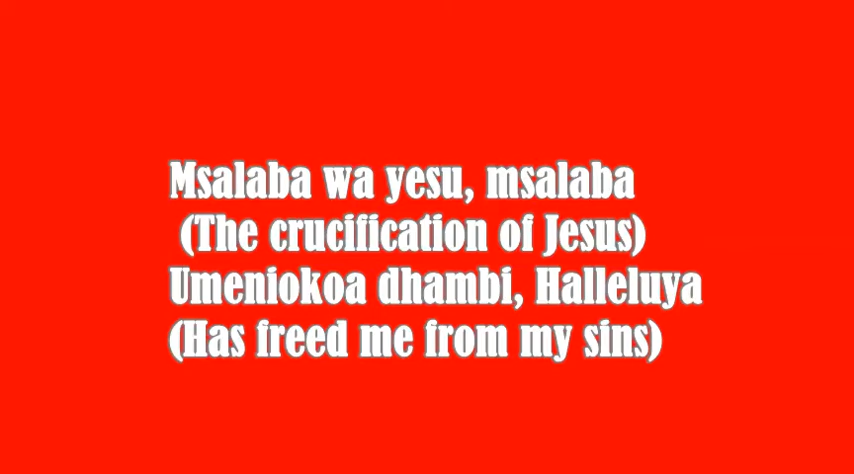 Msalaba wa yesu, msalaba
(The crucification of Jesus)
Umeniokoa dhambi, Halleluya
(Has freed me from my sins)